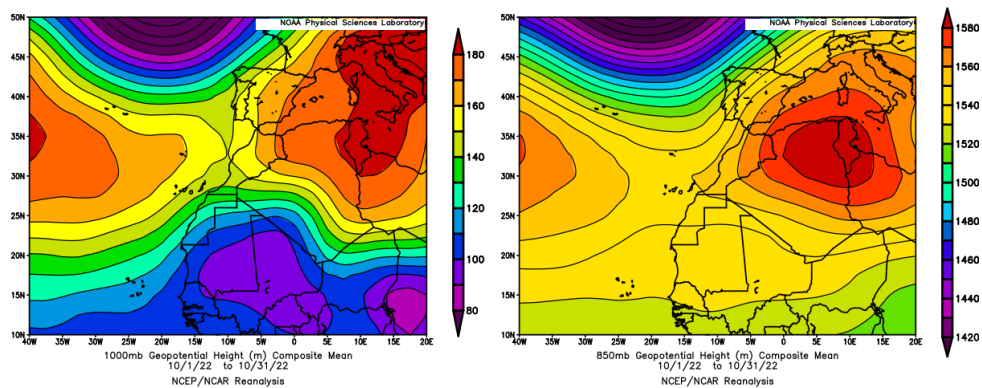 NOAA Physical Sciences Laboratory
50N
45N
40N
35N
30N
25N
20N
15N
10N
40W 35W 30W 25W 20W 15W 10W 5W 0 5E 10E 15E 20E
180
160
140
120
100
80
1000mb Geopotential Height (m) Composite Mean
10/1/22 to 10/31/22
NCEP/NCAR Reanalysis
NOAA Physical Sciences Laboratory
50N
45N
40N
35N
30N
25N
20N
15N
10N
40W 35W 30W 25W 20W 15W 10W 5W 0 5E 10E 15E 20E
1580
1560
1540
1520
1500
1480
1460
1440
1420
850mb Geopotential Height (m) Composite Mean
10/1/22 to 10/31/22
NCEP/NCAR Reanalysis